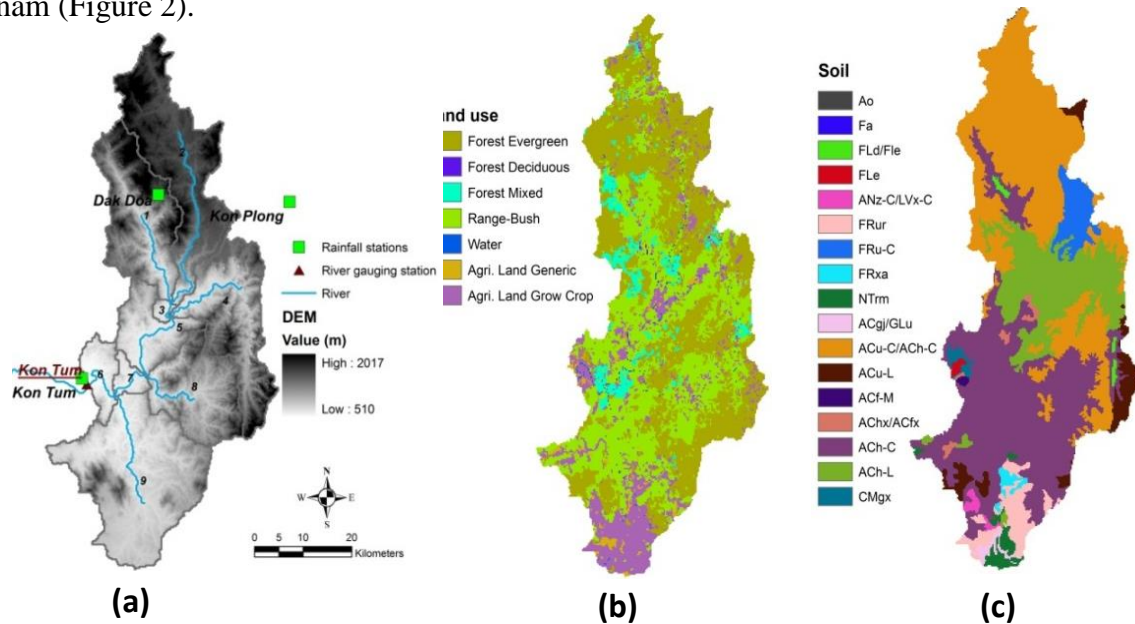 nam (Figure 2).
Dak Doa
1
2
Kon Plong
Rainfall stations
River gauging station
River
3
4
5
DEM
Value (m)
High : 2017
Low : 510
Kon Tum
Kon Tum
6
7
8
9
N
W E
S
0 5 10 20
Kilometers
(a)
nd use
Forest Evergreen
Forest Deciduous
Forest Mixed
Range-Bush
Water
Agri. Land Generic
Agri. Land Grow Crop
(b)
Soil
Ao
Fa
FLd/Fle
FLe
ANz-C/LVx-C
FRur
FRu-C
FRxa
NTrm
ACgj/GLu
ACu-C/ACh-C
ACu-L
ACf-M
AChx/ACfx
ACh-C
ACh-L
CMgx
(c)